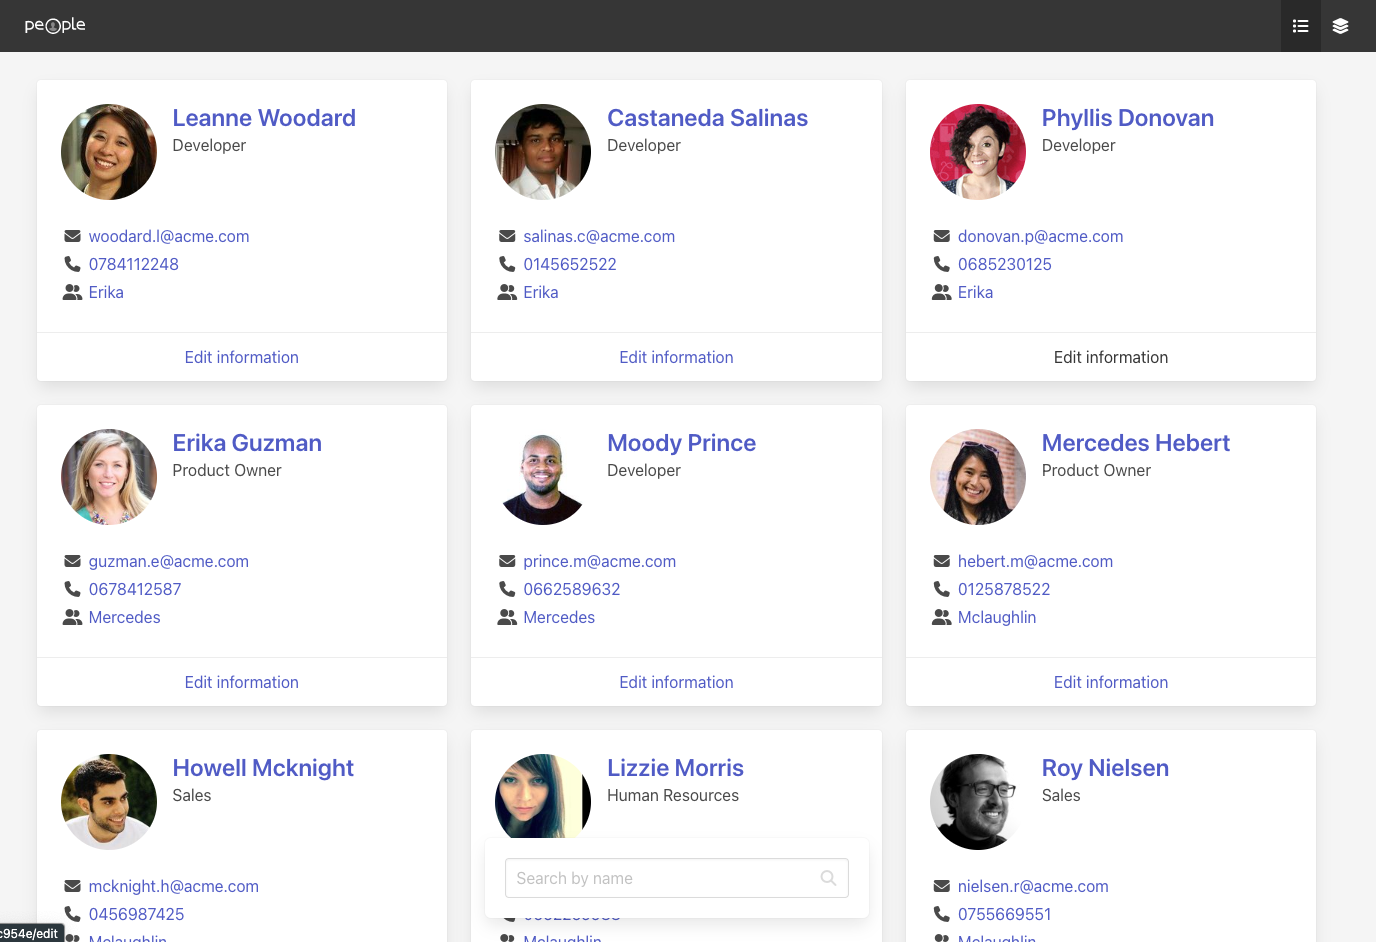 people
Leanne Woodard
Developer
woodard.l@acme.com
0784112248
Erika
Edit information
Castaneda Salinas
Developer
salinas.c@acme.com
0145652522
Erika
Edit information
Phyllis Donovan
Developer
donovan.p@acme.com
0685230125
Erika
Edit information
Erika Guzman
Product Owner
guzman.e@acme.com
0678412587
Mercedes
Edit information
Moody Prince
Developer
prince.m@acme.com
0662589632
Mercedes
Edit information
Mercedes Hebert
Product Owner
hebert.m@acme.com
0125878522
Mclaughlin
Edit information
Howell Mcknight
Sales
mcknight.h@acme.com
0456987425
Mclaughlin
Lizzie Morris
Human Resources
Search by name
Mclaughlin
Roy Nielsen
Sales
nielsen.r@acme.com
0755669551
Mclaughlin
c954e/edit